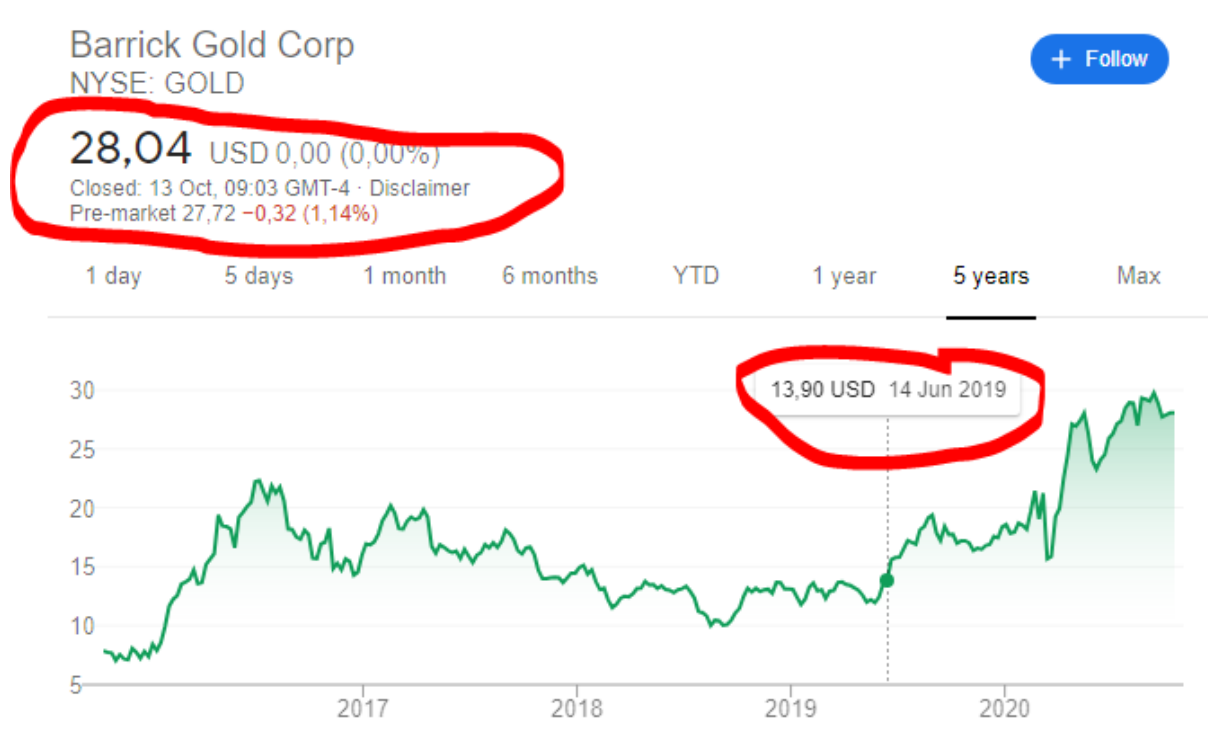 Barrick Gold Corp
NYSE: GOLD
+ Follow
28,04 USD 0,00 (0,00%)
Closed: 13 Oct, 09:03 GMT-4 · Disclaimer
Pre-market 27,72 −0,32 (1,14%)
1 day 5 days 1 month 6 months YTD 1 year 5 years Max
13,90 USD 14 Jun 2019
30
25
20
15
10
5
2017 2018 2019 2020